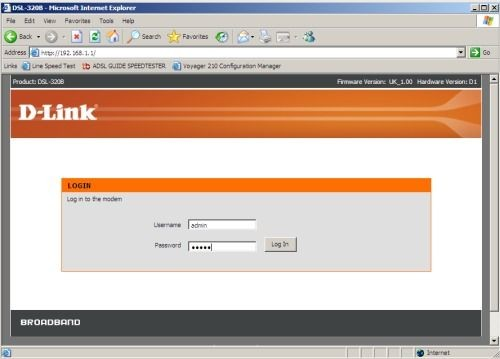 DSL-320B - Microsoft Internet Explorer
File Edit View Favorites Tools Help
Back Search Favorites
Address http://192.168.1.1/ Go
Links Line Speed Test ADSL GUIDE SPEEDTESTER Voyager 210 Configuration Manager
Product: DSL-320B Firmware Version: UK_1.00 Hardware Version: D1
D-Link
LOGIN
Log in to the modem
Username admin
Password ●●●●● Log In
BROADBAND
Internet